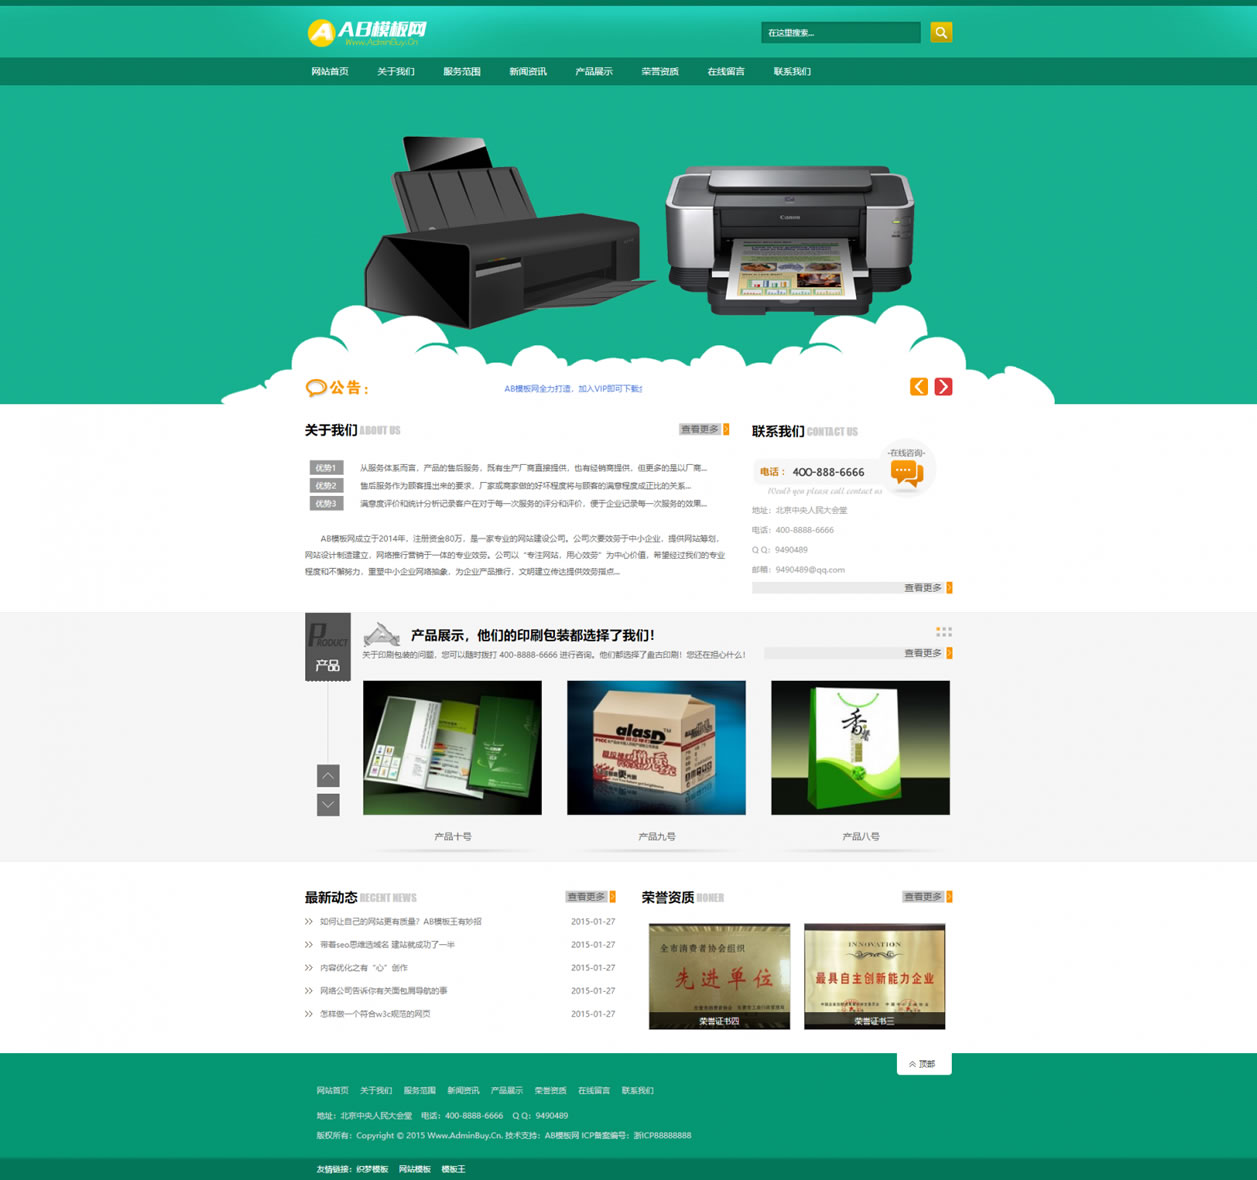 AB模板网
Www.AdminBuy.Cn
在这里搜索...
网站首页 关于我们 服务范围 新闻资讯 产品展示 荣誉资质 在线留言 联系我们
Canon
公告：
AB模板网全力打造，加入VIP即可下载
关于我们 ABOUT US
查看更多
优势1 从服务体系而言，产品的售后服务，既有生产厂商直接提供，也有经销商提供，但更多的是以厂商...
优势2 售后服务作为顾客提出来的要求，厂家或商家做的好坏程度将与顾客的满意程度成正比的关系...
优势3 满意度评价和统计分析记录客户在对于每一次服务的评分和评价，便于企业记录每一次服务的效果...
AB模板网成立于2014年，注册资金80万，是一家专业的网站建设公司。公司次要效劳于中小企业，提供网站筹划，
网站设计制造建立，网络推行营销于一体的专业效劳。公司以“专注网站，用心效劳”为中心价值，希望经过我们的专业
程度和不懈努力，重塑中小企业网络抽象，为企业产品推行，文明建立传达提供效劳指点...
联系我们 CONTACT US
-在线咨询-
电话： 400-888-6666
Would you please call contact us
地址：北京中央人民大会堂
电话：400-8888-6666
Q Q：9490489
邮箱：9490489@qq.com
查看更多
PRODUCT
产品
产品展示，他们的印刷包装都选择了我们！
关于印刷包装的问题，您可以随时拨打 400-8888-6666 进行咨询。他们都选择了盘古印刷！您还在担心什么！
查看更多
alasD™
香馨
产品十号
产品九号
产品八号
最新动态 RECENT NEWS
查看更多
如何让自己的网站更有质量？AB模板王有妙招 2015-01-27
带着seo思维选域名 建站就成功了一半 2015-01-27
内容优化之有“心”创作 2015-01-27
网络公司告诉你有关面包屑导航的事 2015-01-27
怎样做一个符合w3c规范的网页 2015-01-27
荣誉资质 HONER
查看更多
全市消费者协会组织
先进单位
荣誉证书四
INNOVATION
最具自主创新能力企业
荣誉证书三
顶部
网站首页 关于我们 服务范围 新闻资讯 产品展示 荣誉资质 在线留言 联系我们
地址：北京中央人民大会堂 电话：400-8888-6666 Q Q：9490489
版权所有：Copyright © 2015 Www.AdminBuy.Cn. 技术支持：AB模板网 ICP备案编号：浙ICP88888888
友情链接：织梦模板 网站模板 模板王